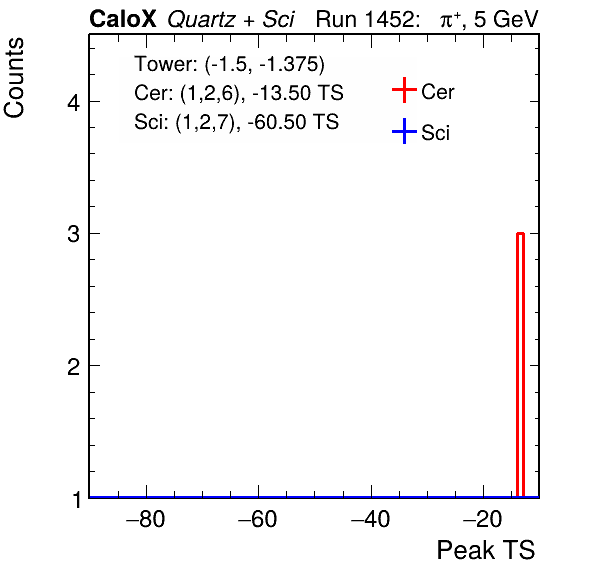 CaloX Quartz + Sci Run 1452: π⁺, 5 GeV
Counts
Tower: (-1.5, -1.375)
Cer: (1,2,6), -13.50 TS
Sci: (1,2,7), -60.50 TS
Cer
Sci
4
3
2
1
−80 −60 −40 −20
Peak TS